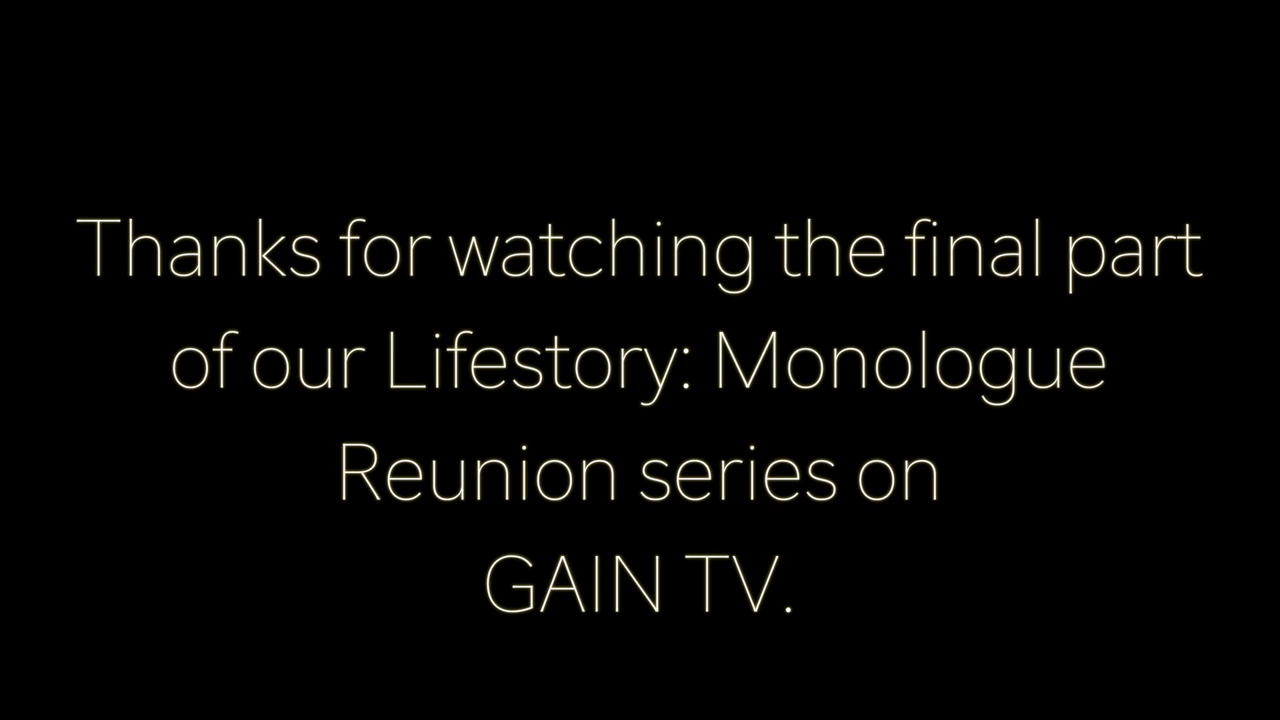 Thanks for watching the final part
of our Lifestory: Monologue
Reunion series on
GAIN TV.